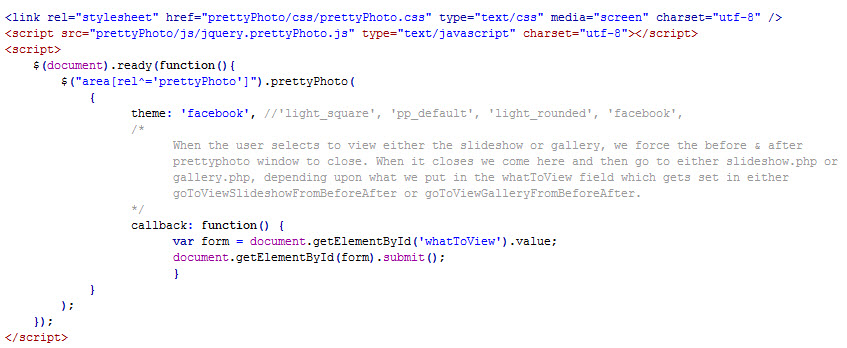 <link rel="stylesheet" href="prettyPhoto/css/prettyPhoto.css" type="text/css" media="screen" charset="utf-8" />
<script src="prettyPhoto/js/jquery.prettyPhoto.js" type="text/javascript" charset="utf-8"></script>
<script>
    $(document).ready(function(){
        $("area[rel^='prettyPhoto']").prettyPhoto(
            {
                  theme: 'facebook', //'light_square', 'pp_default', 'light_rounded', 'facebook',
                  /*
                        When the user selects to view either the slideshow or gallery, we force the before & after
                        prettyphoto window to close. When it closes we come here and then go to either slideshow.php or
                        gallery.php, depending upon what we put in the whatToView field which gets set in either
                        goToViewSlideshowFromBeforeAfter or goToViewGalleryFromBeforeAfter.
                  */
                  callback: function() {
                        var form = document.getElementById('whatToView').value;
                        document.getElementById(form).submit();
                        }
            }
        );
    });
</script>